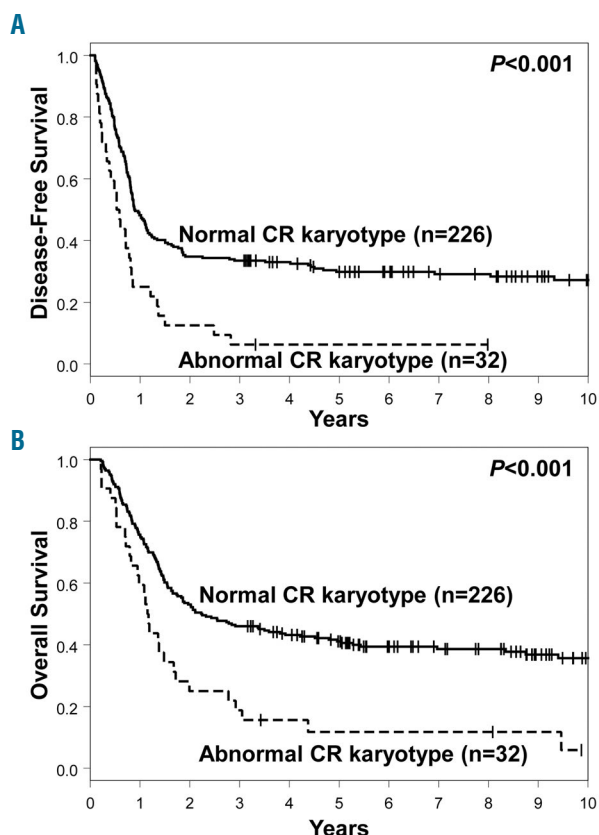 A
P<0.001
Disease-Free Survival
1.0
0.8
0.6
0.4
0.2
0.0
Normal CR karyotype (n=226)
Abnormal CR karyotype (n=32)
0 1 2 3 4 5 6 7 8 9 10
Years
B
P<0.001
Overall Survival
1.0
0.8
0.6
0.4
0.2
0.0
Normal CR karyotype (n=226)
Abnormal CR karyotype (n=32)
0 1 2 3 4 5 6 7 8 9 10
Years